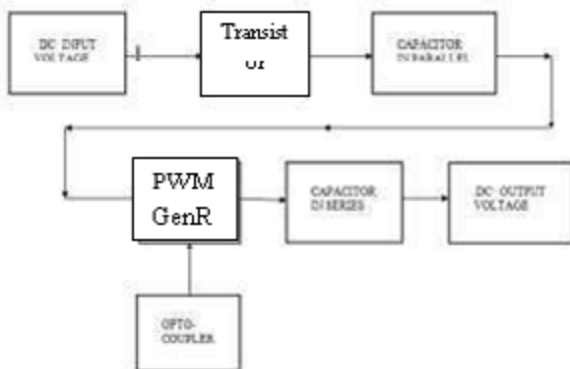 DC INPUT
VOLTAGE
Transist
or
CAPACITOR
IN PARALLEL
PWM
GenR
CAPACITOR
IN SERIES
DC OUTPUT
VOLTAGE
OPTO-
COUPLER